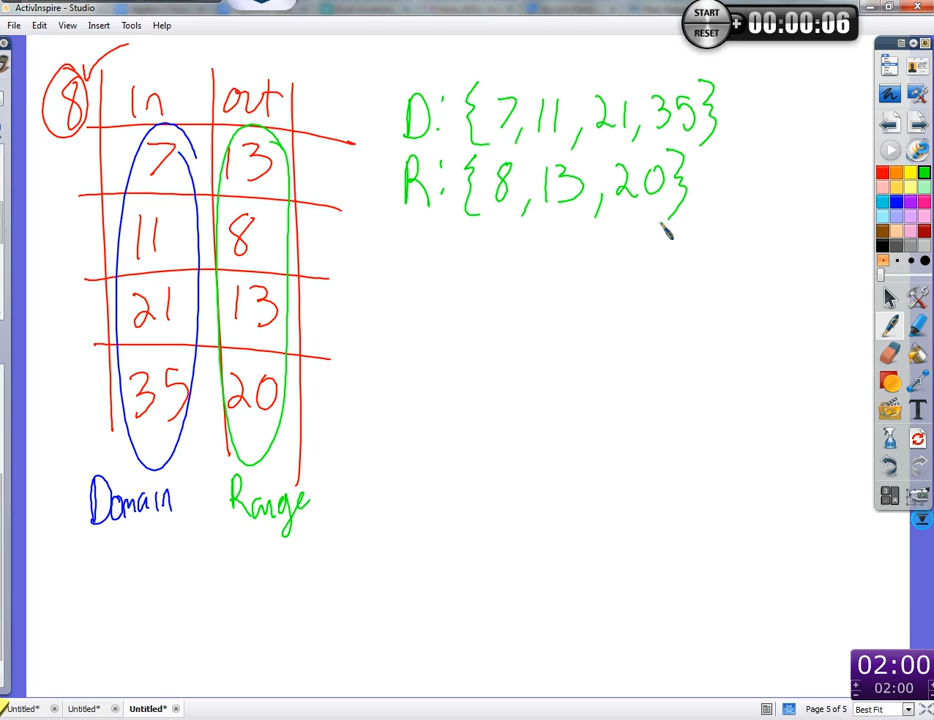 ActivInspire - Studio
START
RESET
00:00:06
File Edit View Insert Tools Help
8 In out
7 13
11 8
21 13
35 20
Domain Range
D: {7, 11, 21, 35}
R: {8, 13, 20}
02:00
02:00
Untitled* Untitled* Untitled* Page 5 of 5 Best Fit